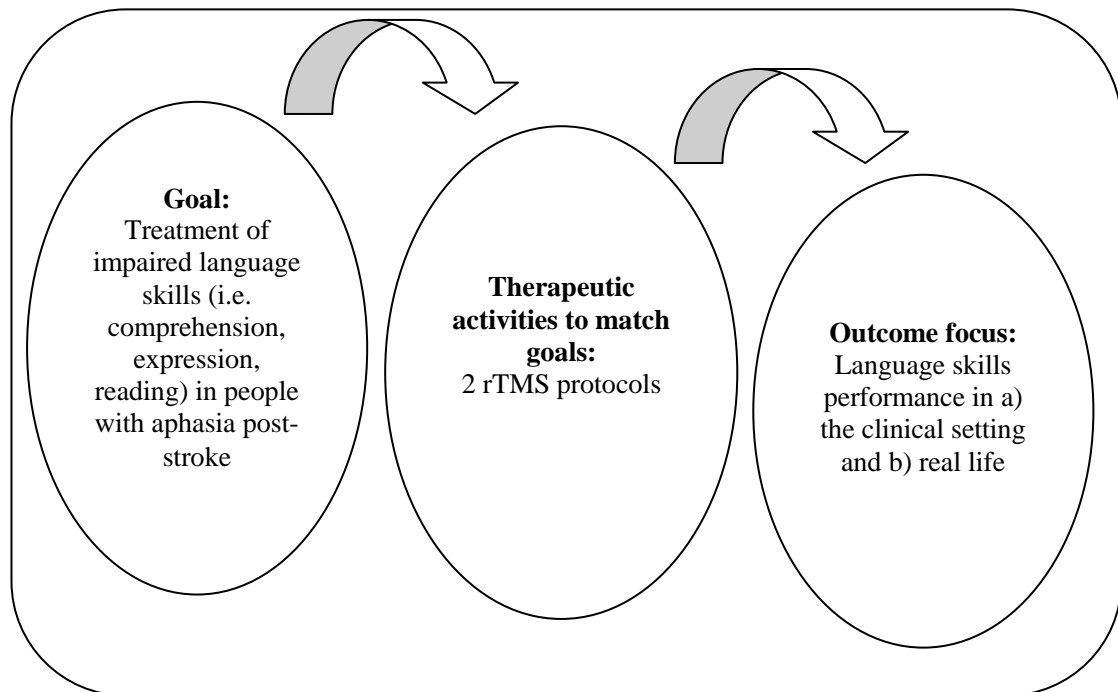 Goal:
Treatment of
impaired language
skills (i.e.
comprehension,
expression,
reading) in people
with aphasia post-
stroke
Therapeutic
activities to match
goals:
2 rTMS protocols
Outcome focus:
Language skills
performance in a)
the clinical setting
and b) real life